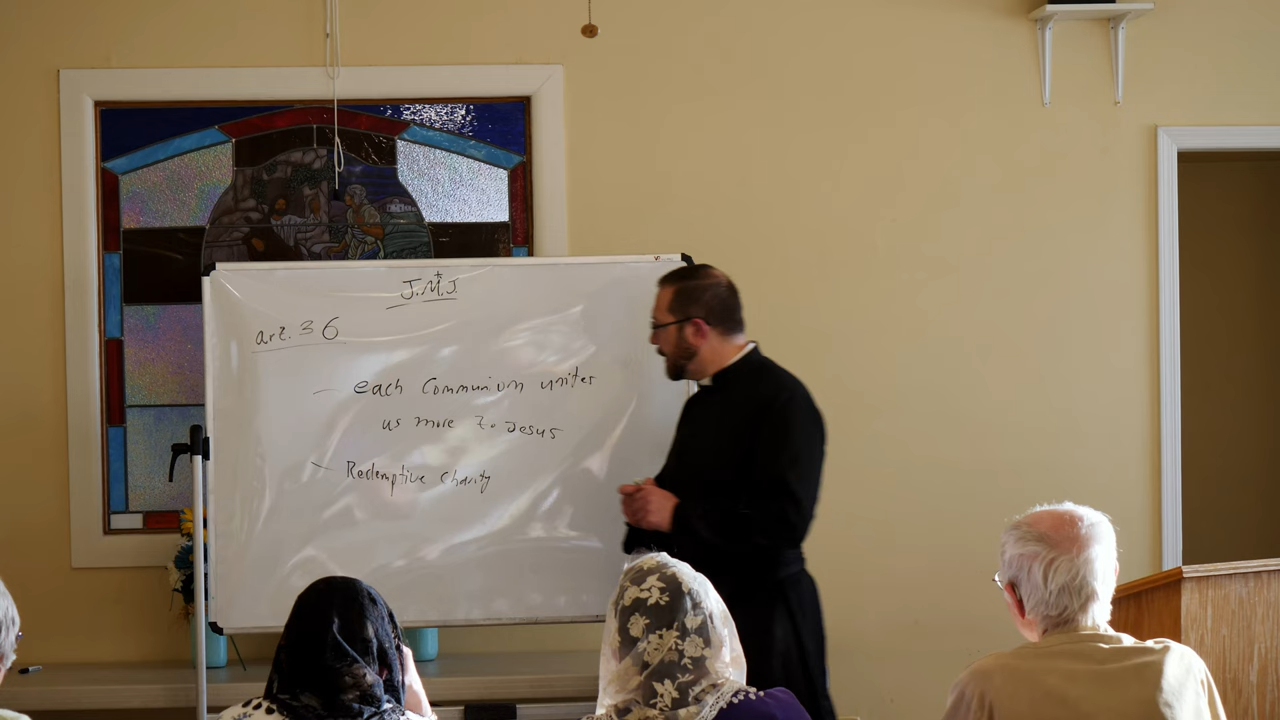 J.M.J.
art. 36
- each Communion unites
us more to Jesus
- Redemptive Charity